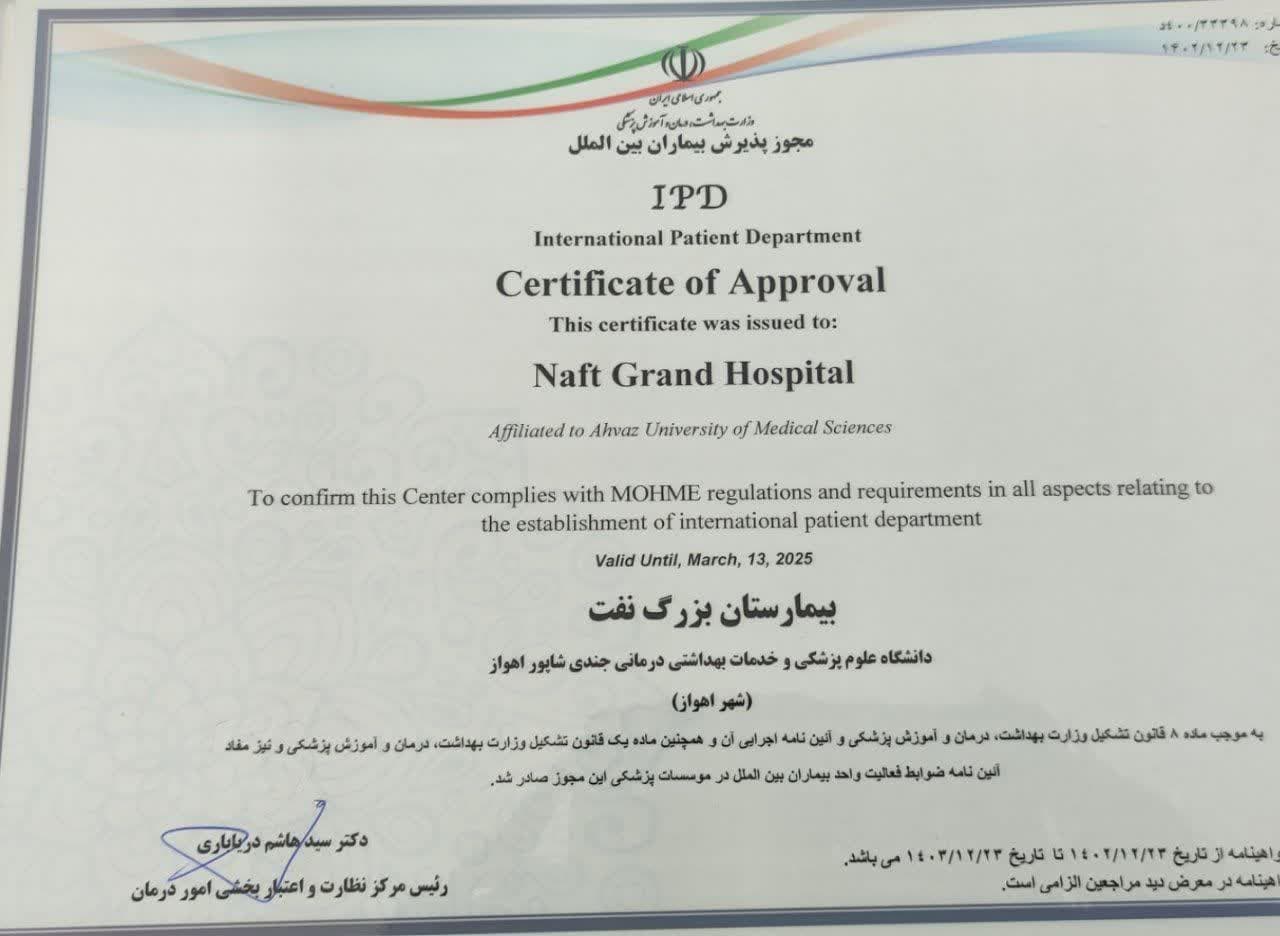 ۴۰۰/۳۳۳۹۸د
۱۴۰۲/۱۲/۲۳
جمهوری اسلامی ایران
وزارت بهداشت، درمان و آموزش پزشکی
مجوز پذیرش بیماران بین الملل
IPD
International Patient Department
Certificate of Approval
This certificate was issued to:
Naft Grand Hospital
Affiliated to Ahvaz University of Medical Sciences
To confirm this Center complies with MOHME regulations and requirements in all aspects relating to
the establishment of international patient department
Valid Until, March, 13, 2025
بیمارستان بزرگ نفت
دانشگاه علوم پزشکی و خدمات بهداشتی درمانی جندی شاپور اهواز
(شهر اهواز)
به موجب ماده ۸ قانون تشکیل وزارت بهداشت، درمان و آموزش پزشکی و آئین نامه اجرایی آن و همچنین ماده یک قانون تشکیل وزارت بهداشت، درمان و آموزش پزشکی و نیز مفاد
آئین نامه ضوابط فعالیت واحد بیماران بین الملل در موسسات پزشکی این مجوز صادر شد.
دکتر سید هاشم دریاباری
رئیس مرکز نظارت و اعتبار بخشی امور درمان
از تاریخ ۱۴۰۲/۱۲/۲۳ تا تاریخ ۱۴۰۳/۱۲/۲۳ می باشد.
در معرض دید مراجعین الزامی است.